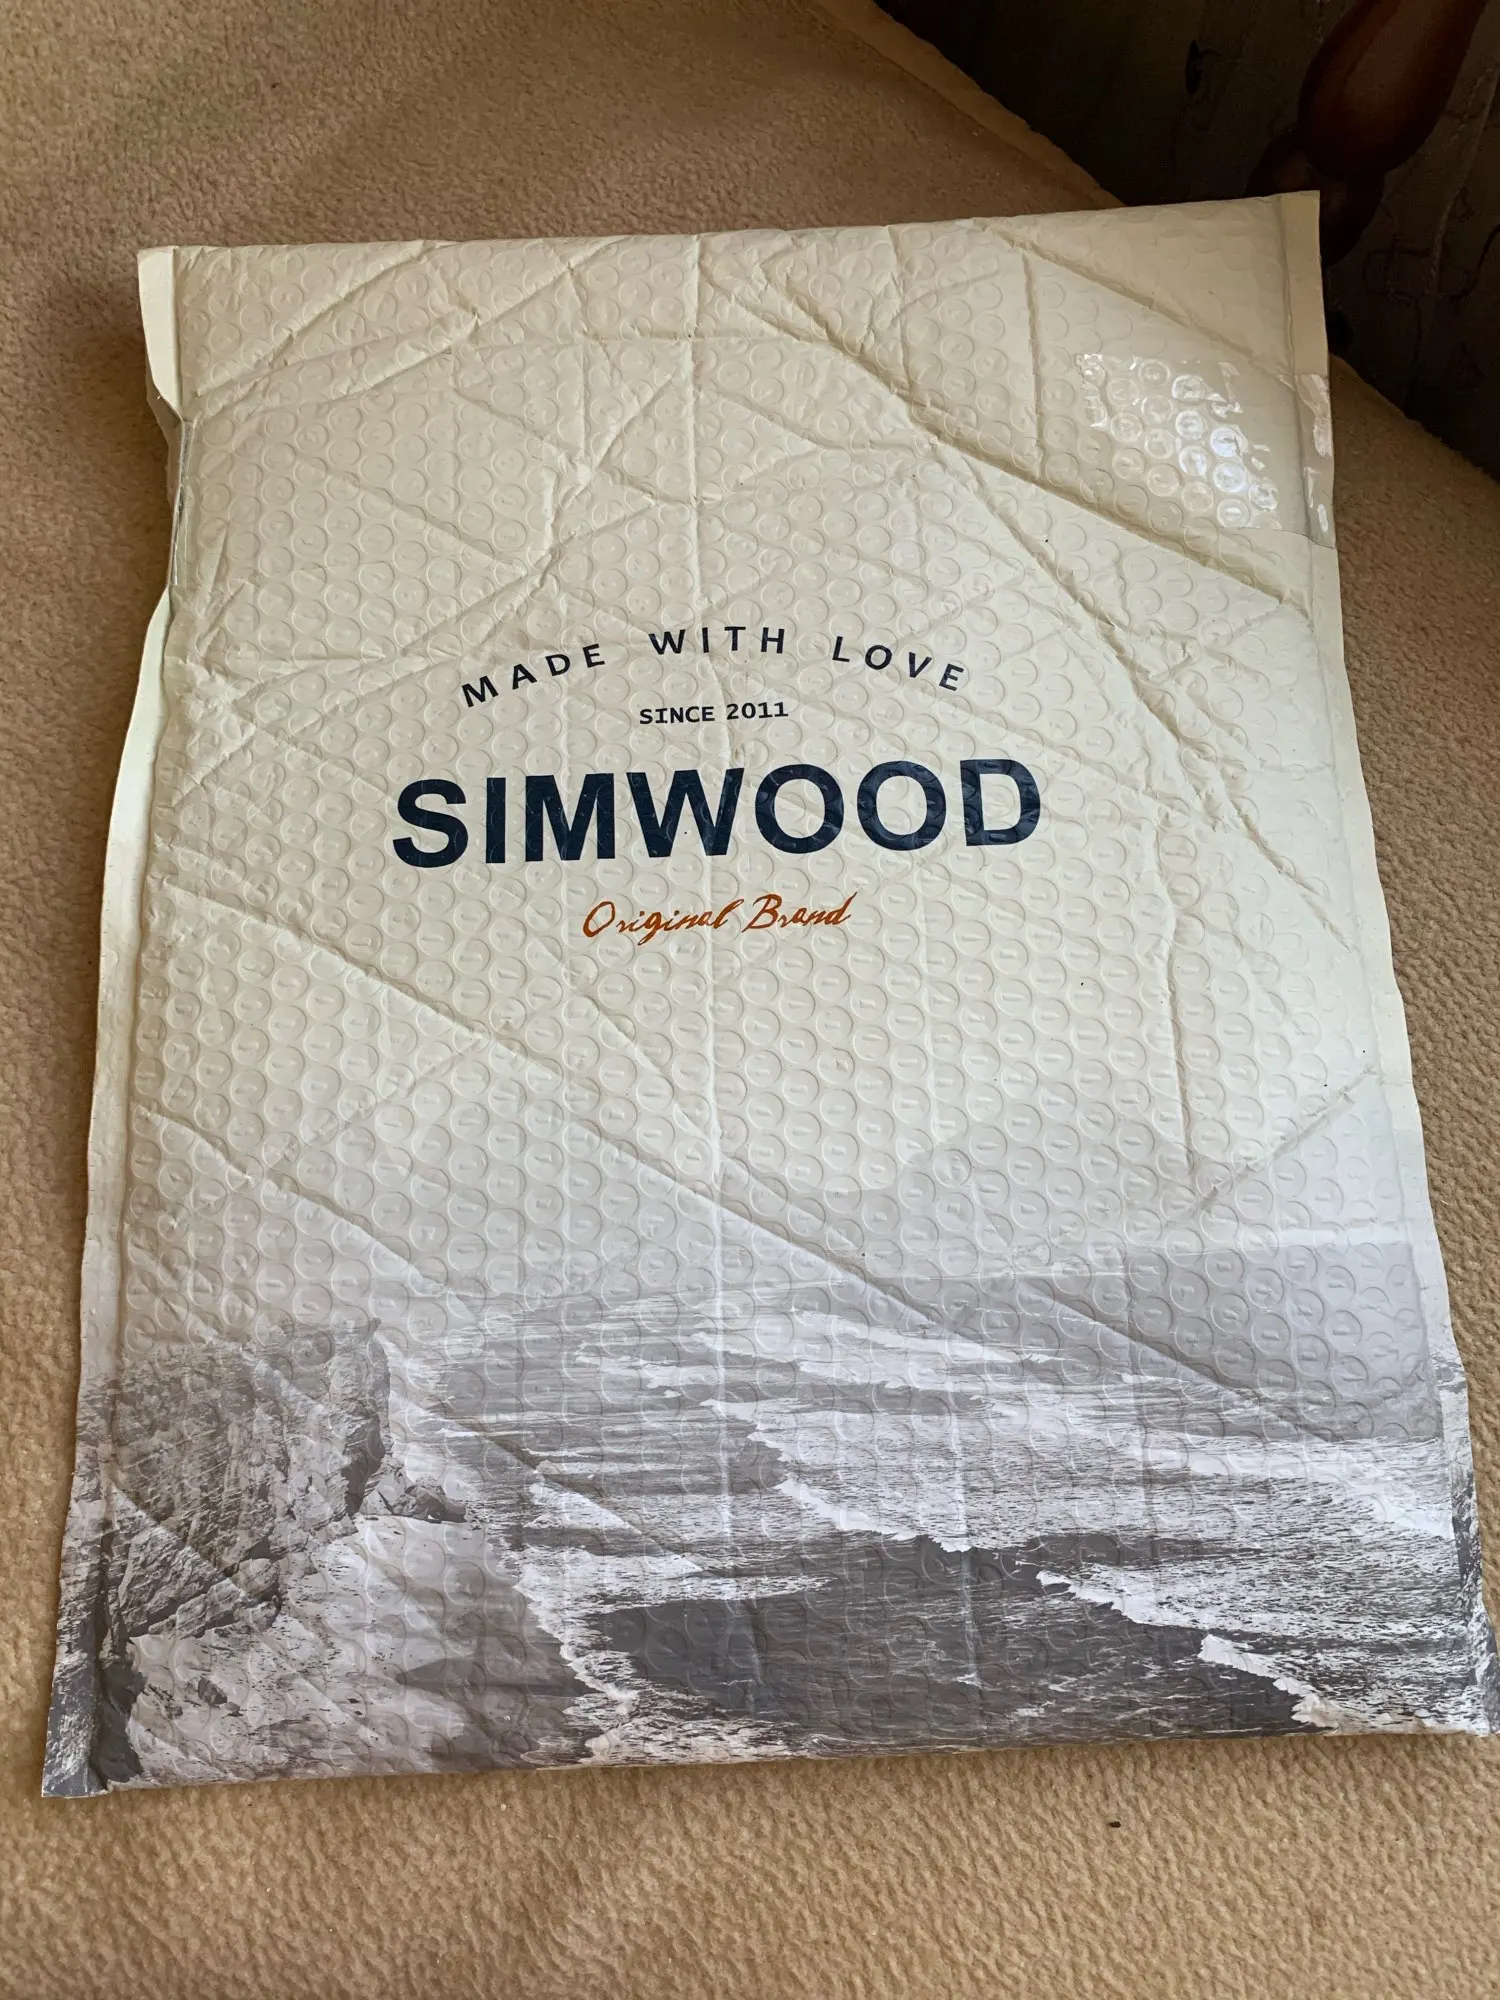 MADE WITH LOVE
SINCE 2011
SIMWOOD
Original Brand